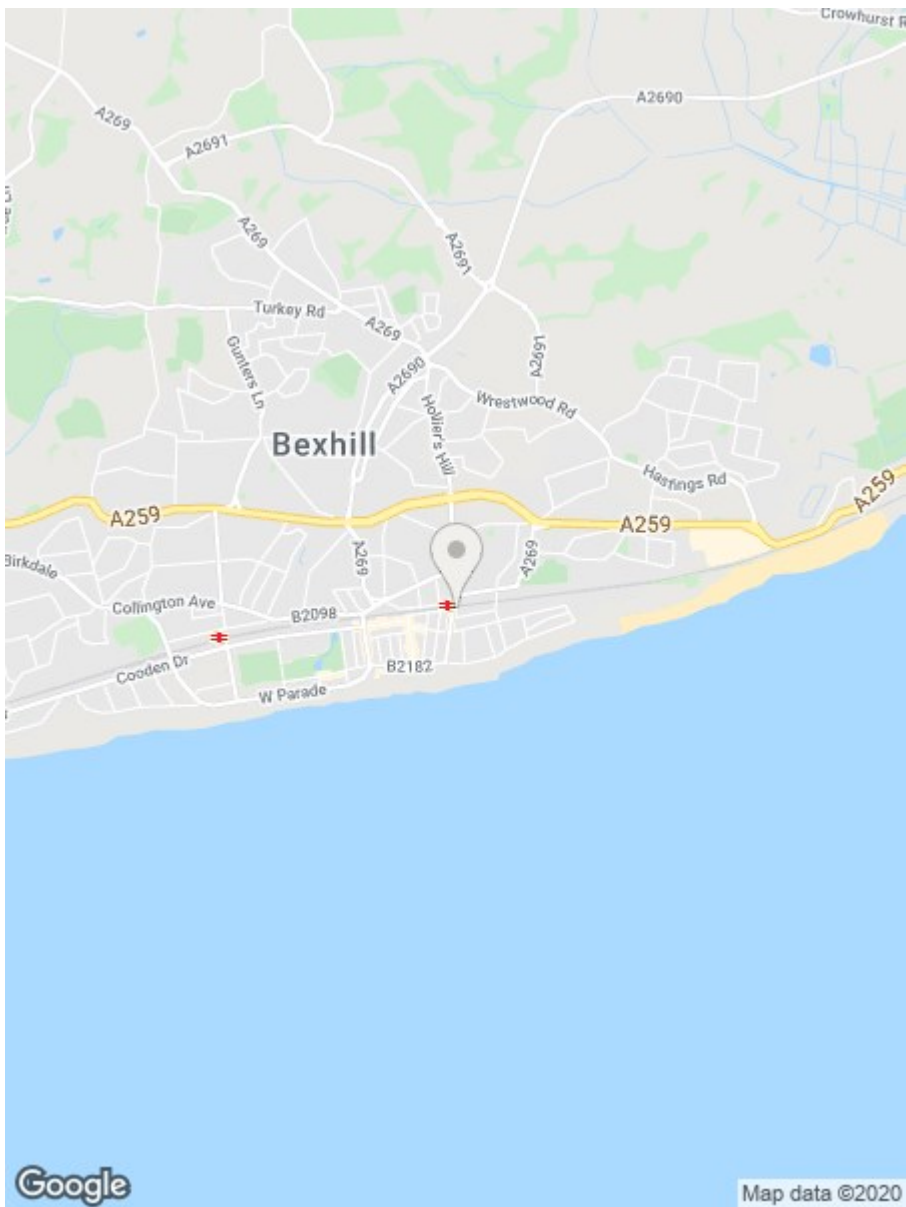 Crowhurst R
A2690
A269
A2691
A269
A2691
Turkey Rd
A269
A2691
Gunters Ln
A2690
Wrestwood Rd
Hollier's Hill
Bexhill
Hastings Rd
A259
A259
A259
Birkdale
A269
A269
Collington Ave
B2098
Cooden Dr
B2182
W Parade
Google
Map data ©2020